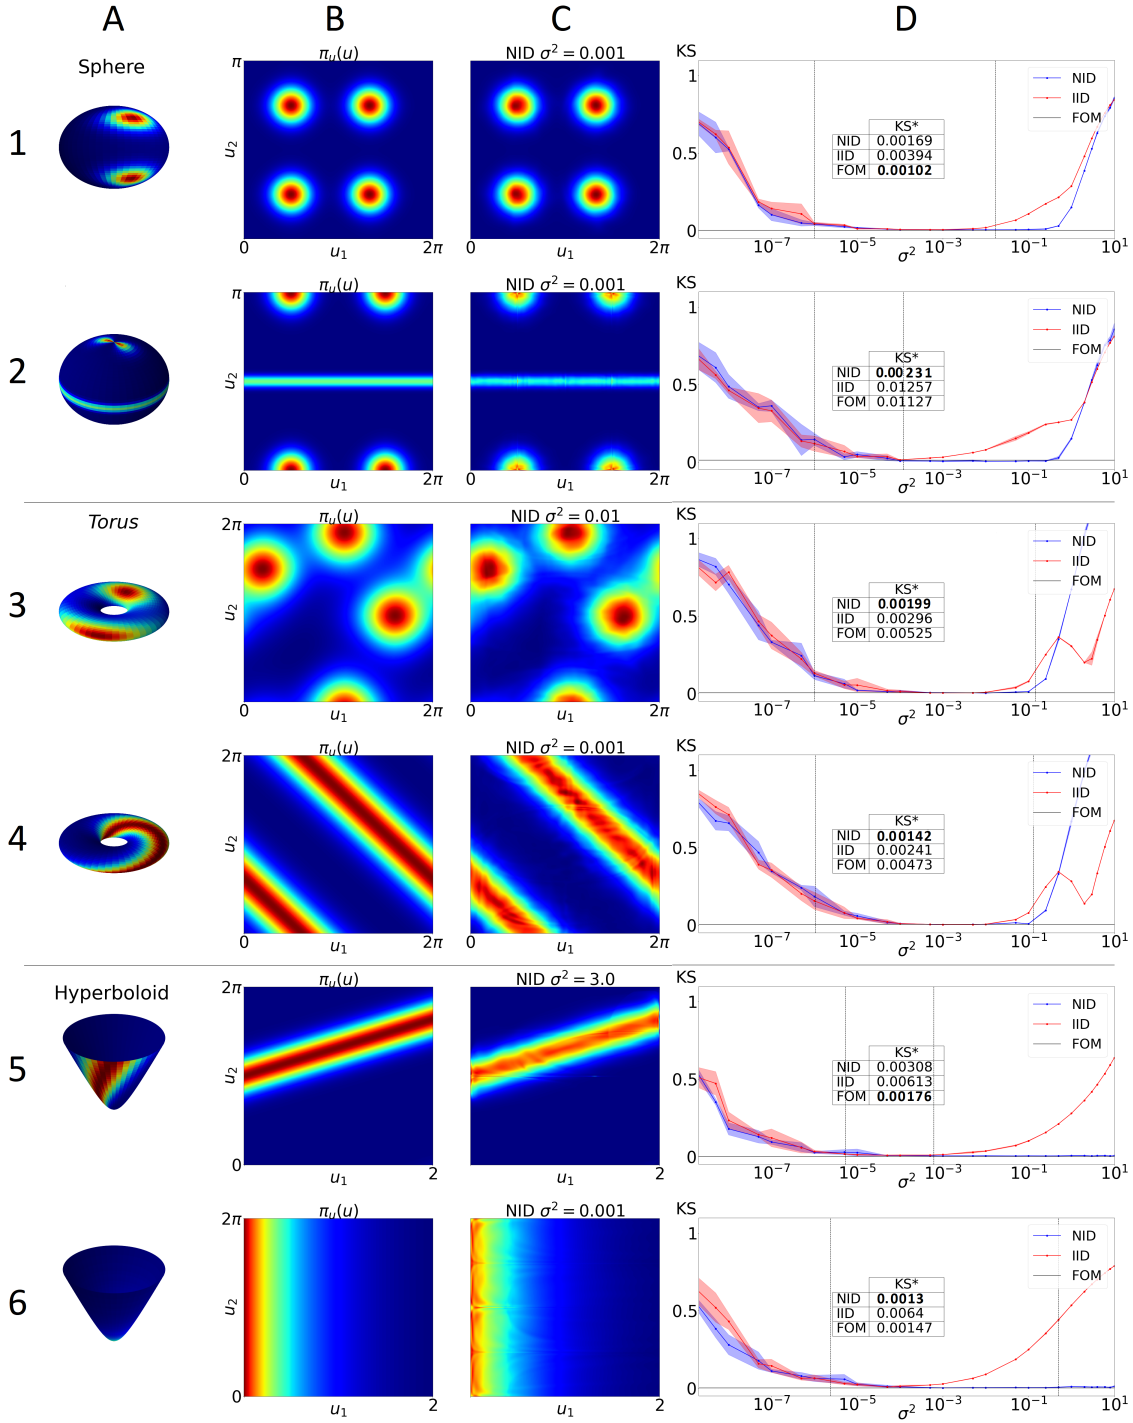 A B C D
Sphere
1
π_u(u)
π
u₂
0
u₁
2π
NID σ² = 0.001
0
u₁
2π
KS
1
0.5
0
NID
IID
FOM
KS*
NID 0.00169
IID 0.00394
FOM 0.00102
10⁻⁷ 10⁻⁵ 10⁻³ 10⁻¹ 10¹
σ²
2
π_u(u)
π
u₂
0
u₁
2π
NID σ² = 0.001
0
u₁
2π
KS
1
0.5
0
NID
IID
FOM
KS*
NID 0.00231
IID 0.01257
FOM 0.01127
10⁻⁷ 10⁻⁵ 10⁻³ 10⁻¹ 10¹
σ²
Torus
3
π_u(u)
2π
u₂
0
u₁
2π
NID σ² = 0.01
0
u₁
2π
KS
1
0.5
0
NID
IID
FOM
KS*
NID 0.00199
IID 0.00296
FOM 0.00525
10⁻⁷ 10⁻⁵ 10⁻³ 10⁻¹ 10¹
σ²
4
π_u(u)
2π
u₂
0
u₁
2π
NID σ² = 0.001
0
u₁
2π
KS
1
0.5
0
NID
IID
FOM
KS*
NID 0.00142
IID 0.00241
FOM 0.00473
10⁻⁷ 10⁻⁵ 10⁻³ 10⁻¹ 10¹
σ²
Hyperboloid
5
π_u(u)
2π
u₂
0
u₁
2
NID σ² = 3.0
0
u₁
2
KS
1
0.5
0
NID
IID
FOM
KS*
NID 0.00308
IID 0.00613
FOM 0.00176
10⁻⁷ 10⁻⁵ 10⁻³ 10⁻¹ 10¹
σ²
6
π_u(u)
2π
u₂
0
u₁
2
NID σ² = 0.001
0
u₁
2
KS
1
0.5
0
NID
IID
FOM
KS*
NID 0.0013
IID 0.0064
FOM 0.00147
10⁻⁷ 10⁻⁵ 10⁻³ 10⁻¹ 10¹
σ²